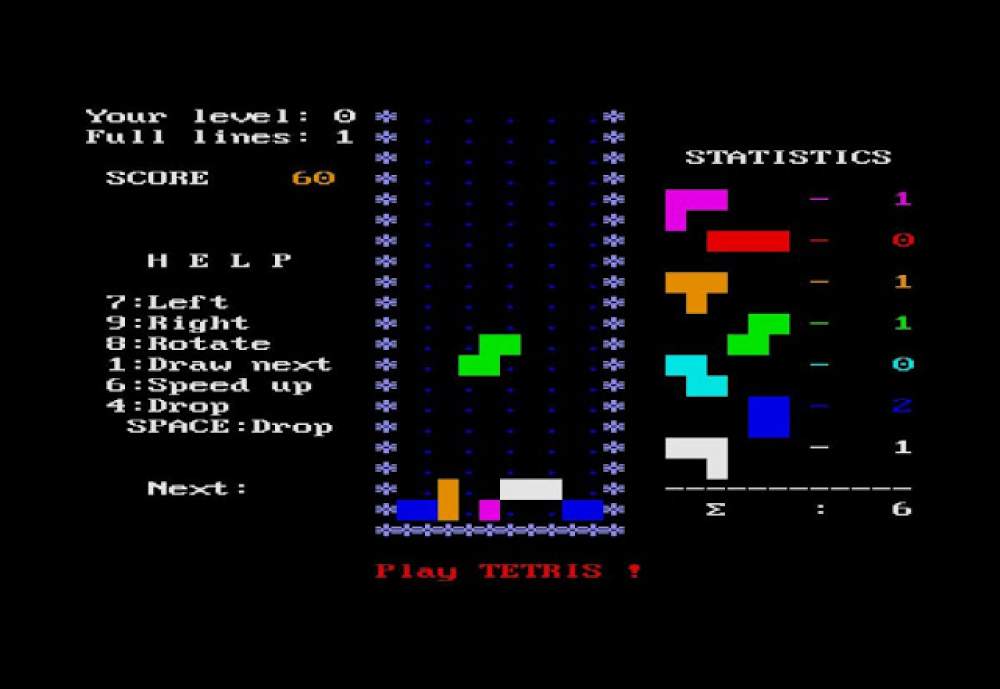 Your level: 0
Full lines: 1
SCORE 60
H E L P
7:Left
9:Right
8:Rotate
1:Draw next
6:Speed up
4:Drop
SPACE:Drop
Next:
STATISTICS
- 1
- 0
- 1
- 1
- 0
- 2
- 1
------------
Σ : 6
Play TETRIS !